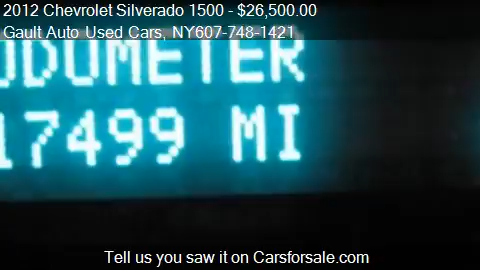 2012 Chevrolet Silverado 1500 - $26,500.00
Gault Auto Used Cars, NY607-748-1421
ODOMETER
17499 MI
Tell us you saw it on Carsforsale.com